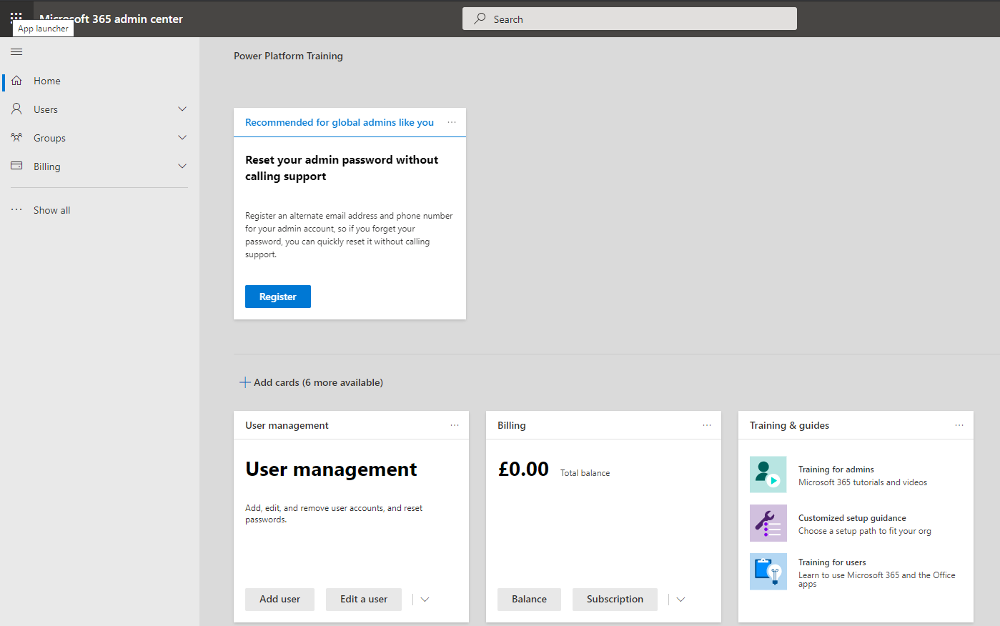 Microsoft 365 admin center
App launcher
Search
Home
Users
Groups
Billing
Show all
Power Platform Training
Recommended for global admins like you
Reset your admin password without
calling support
Register an alternate email address and phone number
for your admin account, so if you forget your
password, you can quickly reset it without calling
support.
Register
Add cards (6 more available)
User management
User management
Add, edit, and remove user accounts, and reset
passwords.
Add user
Edit a user
Billing
£0.00 Total balance
Balance
Subscription
Training & guides
Training for admins
Microsoft 365 tutorials and videos
Customized setup guidance
Choose a setup path to fit your org
Training for users
Learn to use Microsoft 365 and the Office
apps